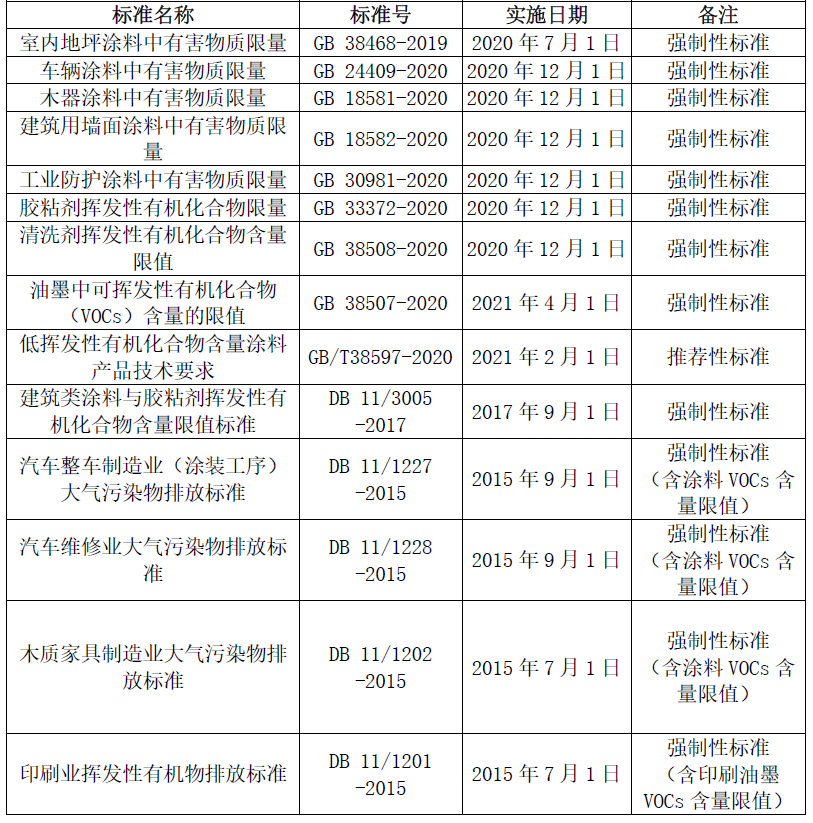 标准名称 标准号 实施日期 备注
室内地坪涂料中有害物质限量 GB 38468-2019 2020 年 7 月 1 日 强制性标准
车辆涂料中有害物质限量 GB 24409-2020 2020 年 12 月 1 日 强制性标准
木器涂料中有害物质限量 GB 18581-2020 2020 年 12 月 1 日 强制性标准
建筑用墙面涂料中有害物质限
量
GB 18582-2020 2020 年 12 月 1 日 强制性标准
工业防护涂料中有害物质限量 GB 30981-2020 2020 年 12 月 1 日 强制性标准
胶粘剂挥发性有机化合物限量 GB 33372-2020 2020 年 12 月 1 日 强制性标准
清洗剂挥发性有机化合物含量
限值
GB 38508-2020 2020 年 12 月 1 日 强制性标准
油墨中可挥发性有机化合物
（VOCs）含量的限值
GB 38507-2020 2021 年 4 月 1 日 强制性标准
低挥发性有机化合物含量涂料
产品技术要求
GB/T38597-2020 2021 年 2 月 1 日 推荐性标准
建筑类涂料与胶粘剂挥发性有
机化合物含量限值标准
DB 11/3005
-2017
2017 年 9 月 1 日 强制性标准
汽车整车制造业（涂装工序）
大气污染物排放标准
DB 11/1227
-2015
2015 年 9 月 1 日
强制性标准
（含涂料 VOCs 含
量限值）
汽车维修业大气污染物排放标
准
DB 11/1228
-2015
2015 年 9 月 1 日
强制性标准
（含涂料 VOCs 含
量限值）
木质家具制造业大气污染物排
放标准
DB 11/1202
-2015
2015 年 7 月 1 日
强制性标准
（含涂料 VOCs 含
量限值）
印刷业挥发性有机物排放标准
DB 11/1201
-2015
2015 年 7 月 1 日
强制性标准
（含印刷油墨
VOCs 含量限值）